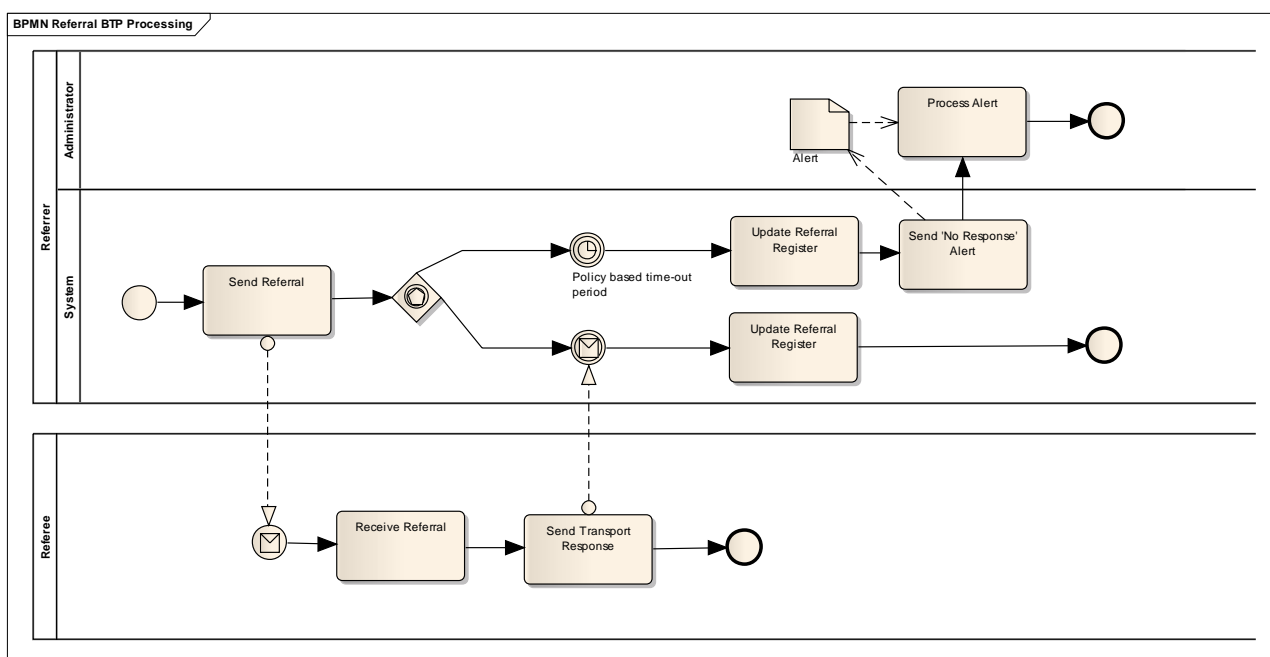 BPMN Referral BTP Processing
Referrer
Administrator
Alert
Process Alert
System
Send Referral
Policy based time-out
period
Update Referral
Register
Send 'No Response'
Alert
Update Referral
Register
Referee
Receive Referral
Send Transport
Response